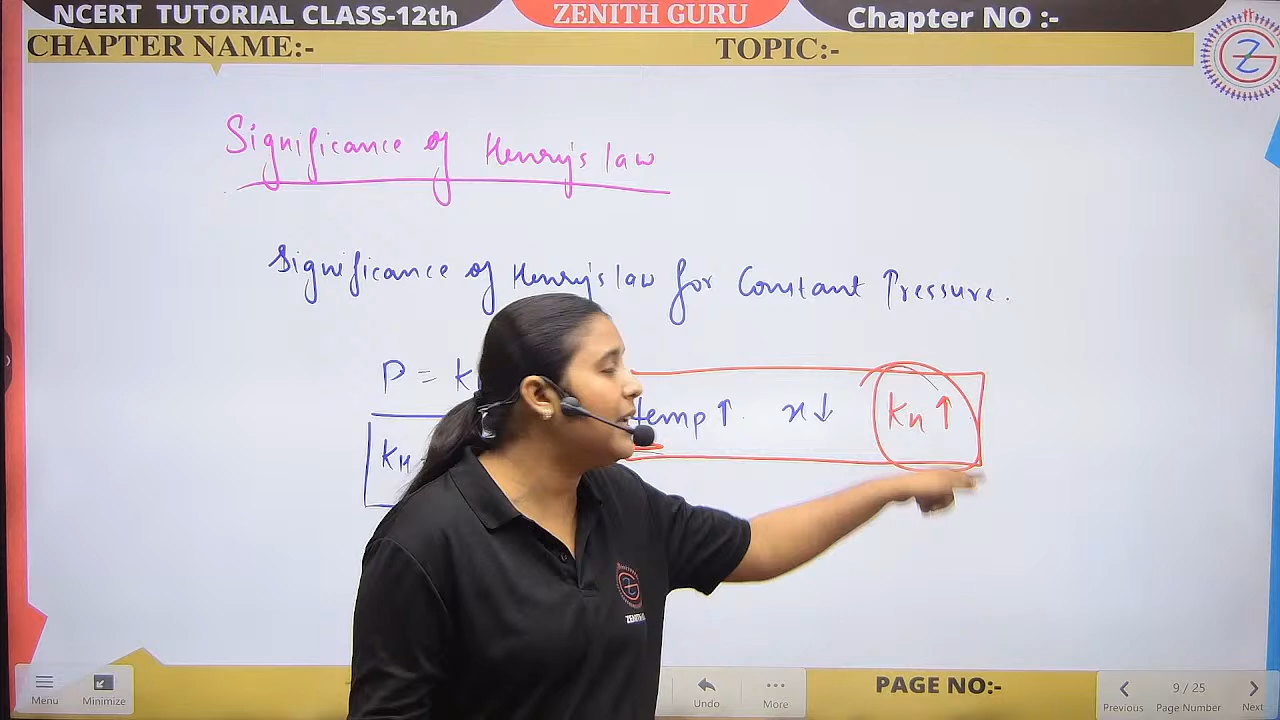 NCERT TUTORIAL CLASS-12th
ZENITH GURU
Chapter NO :-
CHAPTER NAME:-
TOPIC:-
Significance of Henry's law
Significance of Henry's law for Constant Pressure.
P = K
temp ↑ x ↓ KH ↑
KH
ZENITH
Menu
Minimize
Undo
More
PAGE NO:-
9 / 25
Previous
Page Number
Next